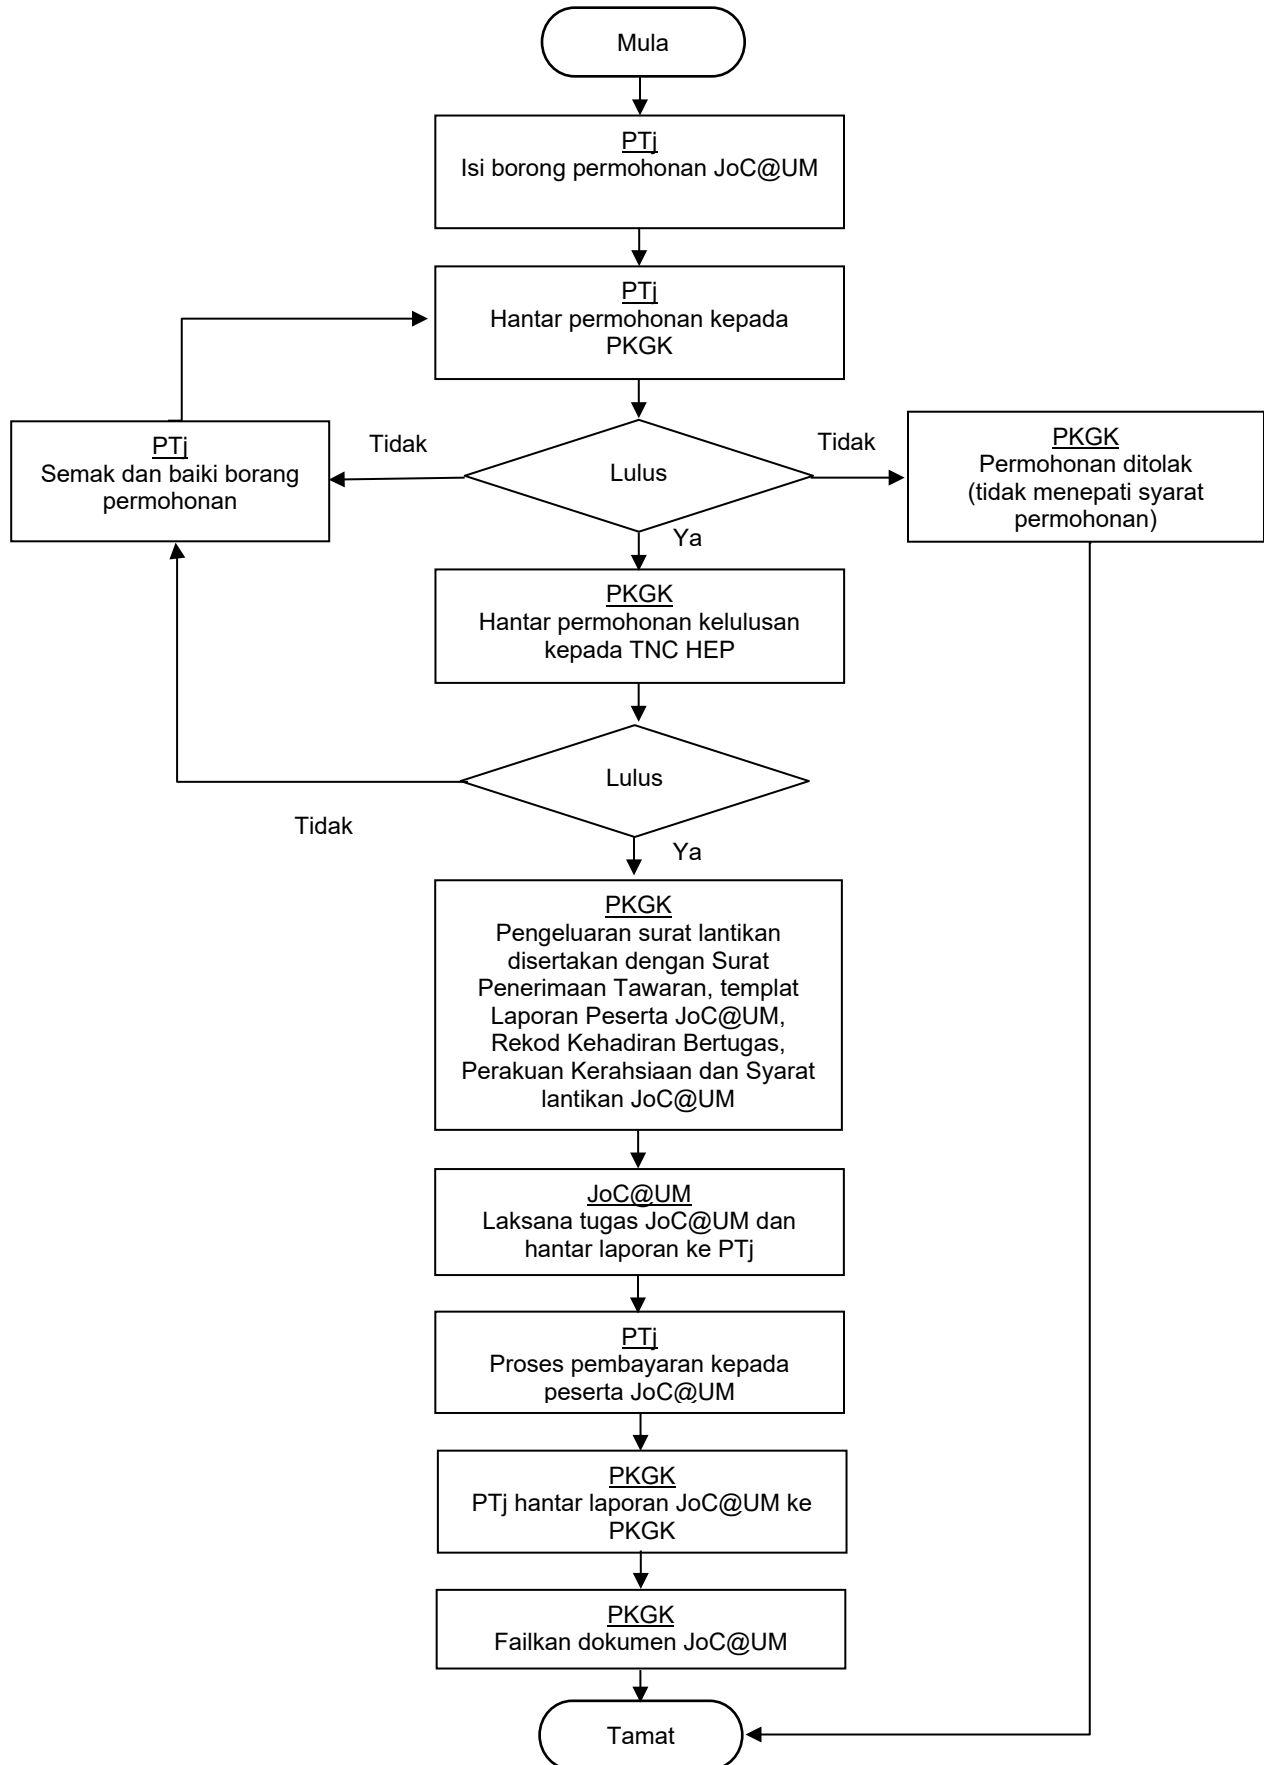 Mula
PTj
Isi borong permohonan JoC@UM
PTj
Hantar permohonan kepada
PKGK
PTj
Semak dan baiki borang
permohonan
Tidak
Lulus
Tidak
PKGK
Permohonan ditolak
(tidak menepati syarat
permohonan)
Ya
PKGK
Hantar permohonan kelulusan
kepada TNC HEP
Lulus
Tidak
Ya
PKGK
Pengeluaran surat lantikan
disertakan dengan Surat
Penerimaan Tawaran, templat
Laporan Peserta JoC@UM,
Rekod Kehadiran Bertugas,
Perakuan Kerahsiaan dan Syarat
lantikan JoC@UM
JoC@UM
Laksana tugas JoC@UM dan
hantar laporan ke PTj
PTj
Proses pembayaran kepada
peserta JoC@UM
PKGK
PTj hantar laporan JoC@UM ke
PKGK
PKGK
Failkan dokumen JoC@UM
Tamat